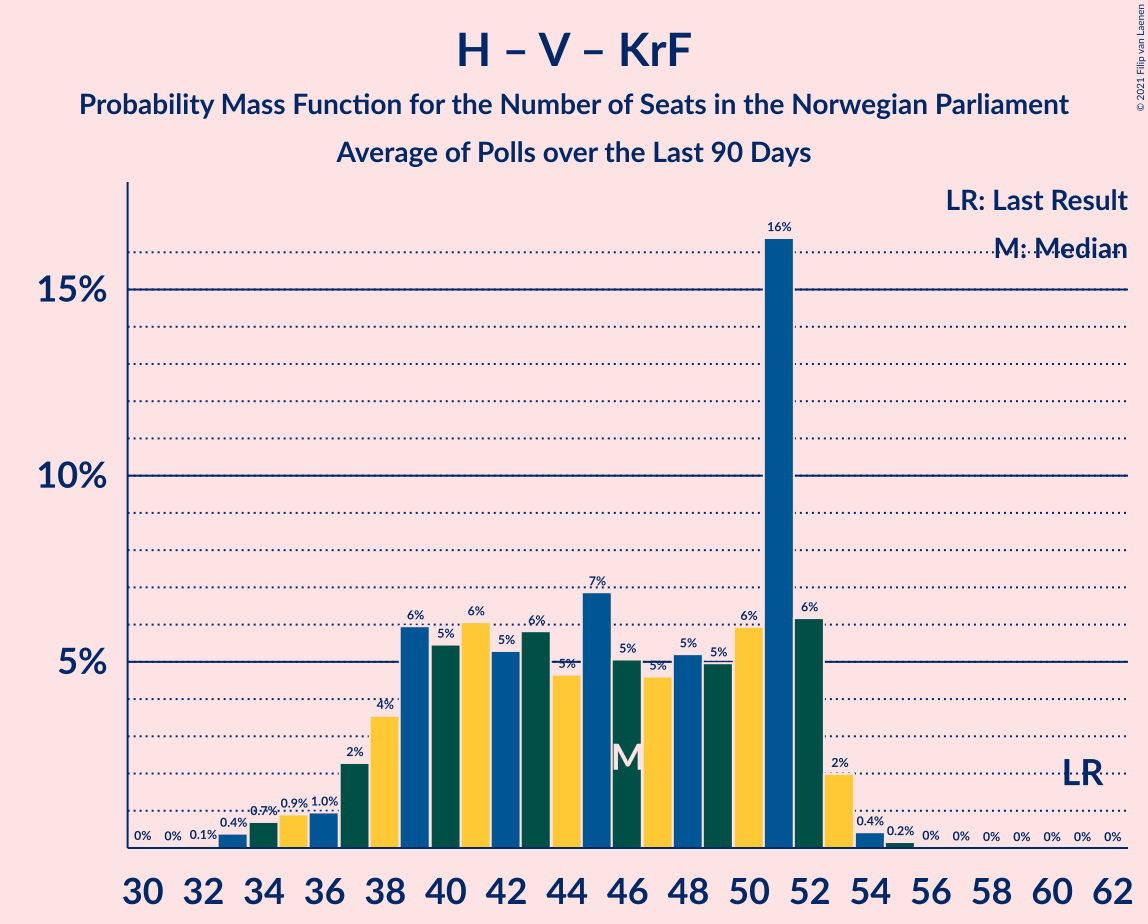 H – V – KrF
Probability Mass Function for the Number of Seats in the Norwegian Parliament
Average of Polls over the Last 90 Days
© 2021 Filip van Laenen
LR: Last Result
M: Median
15%
10%
5%
0% 0% 0.1% 0.4% 0.7% 0.9% 1.0% 2% 4% 6% 5% 6% 5% 6% 5% 7% 5% 5% 5% 5% 6% 16% 6% 2% 0.4% 0.2% 0% 0% 0% 0% 0% 0% 0%
M
LR
30 32 34 36 38 40 42 44 46 48 50 52 54 56 58 60 62